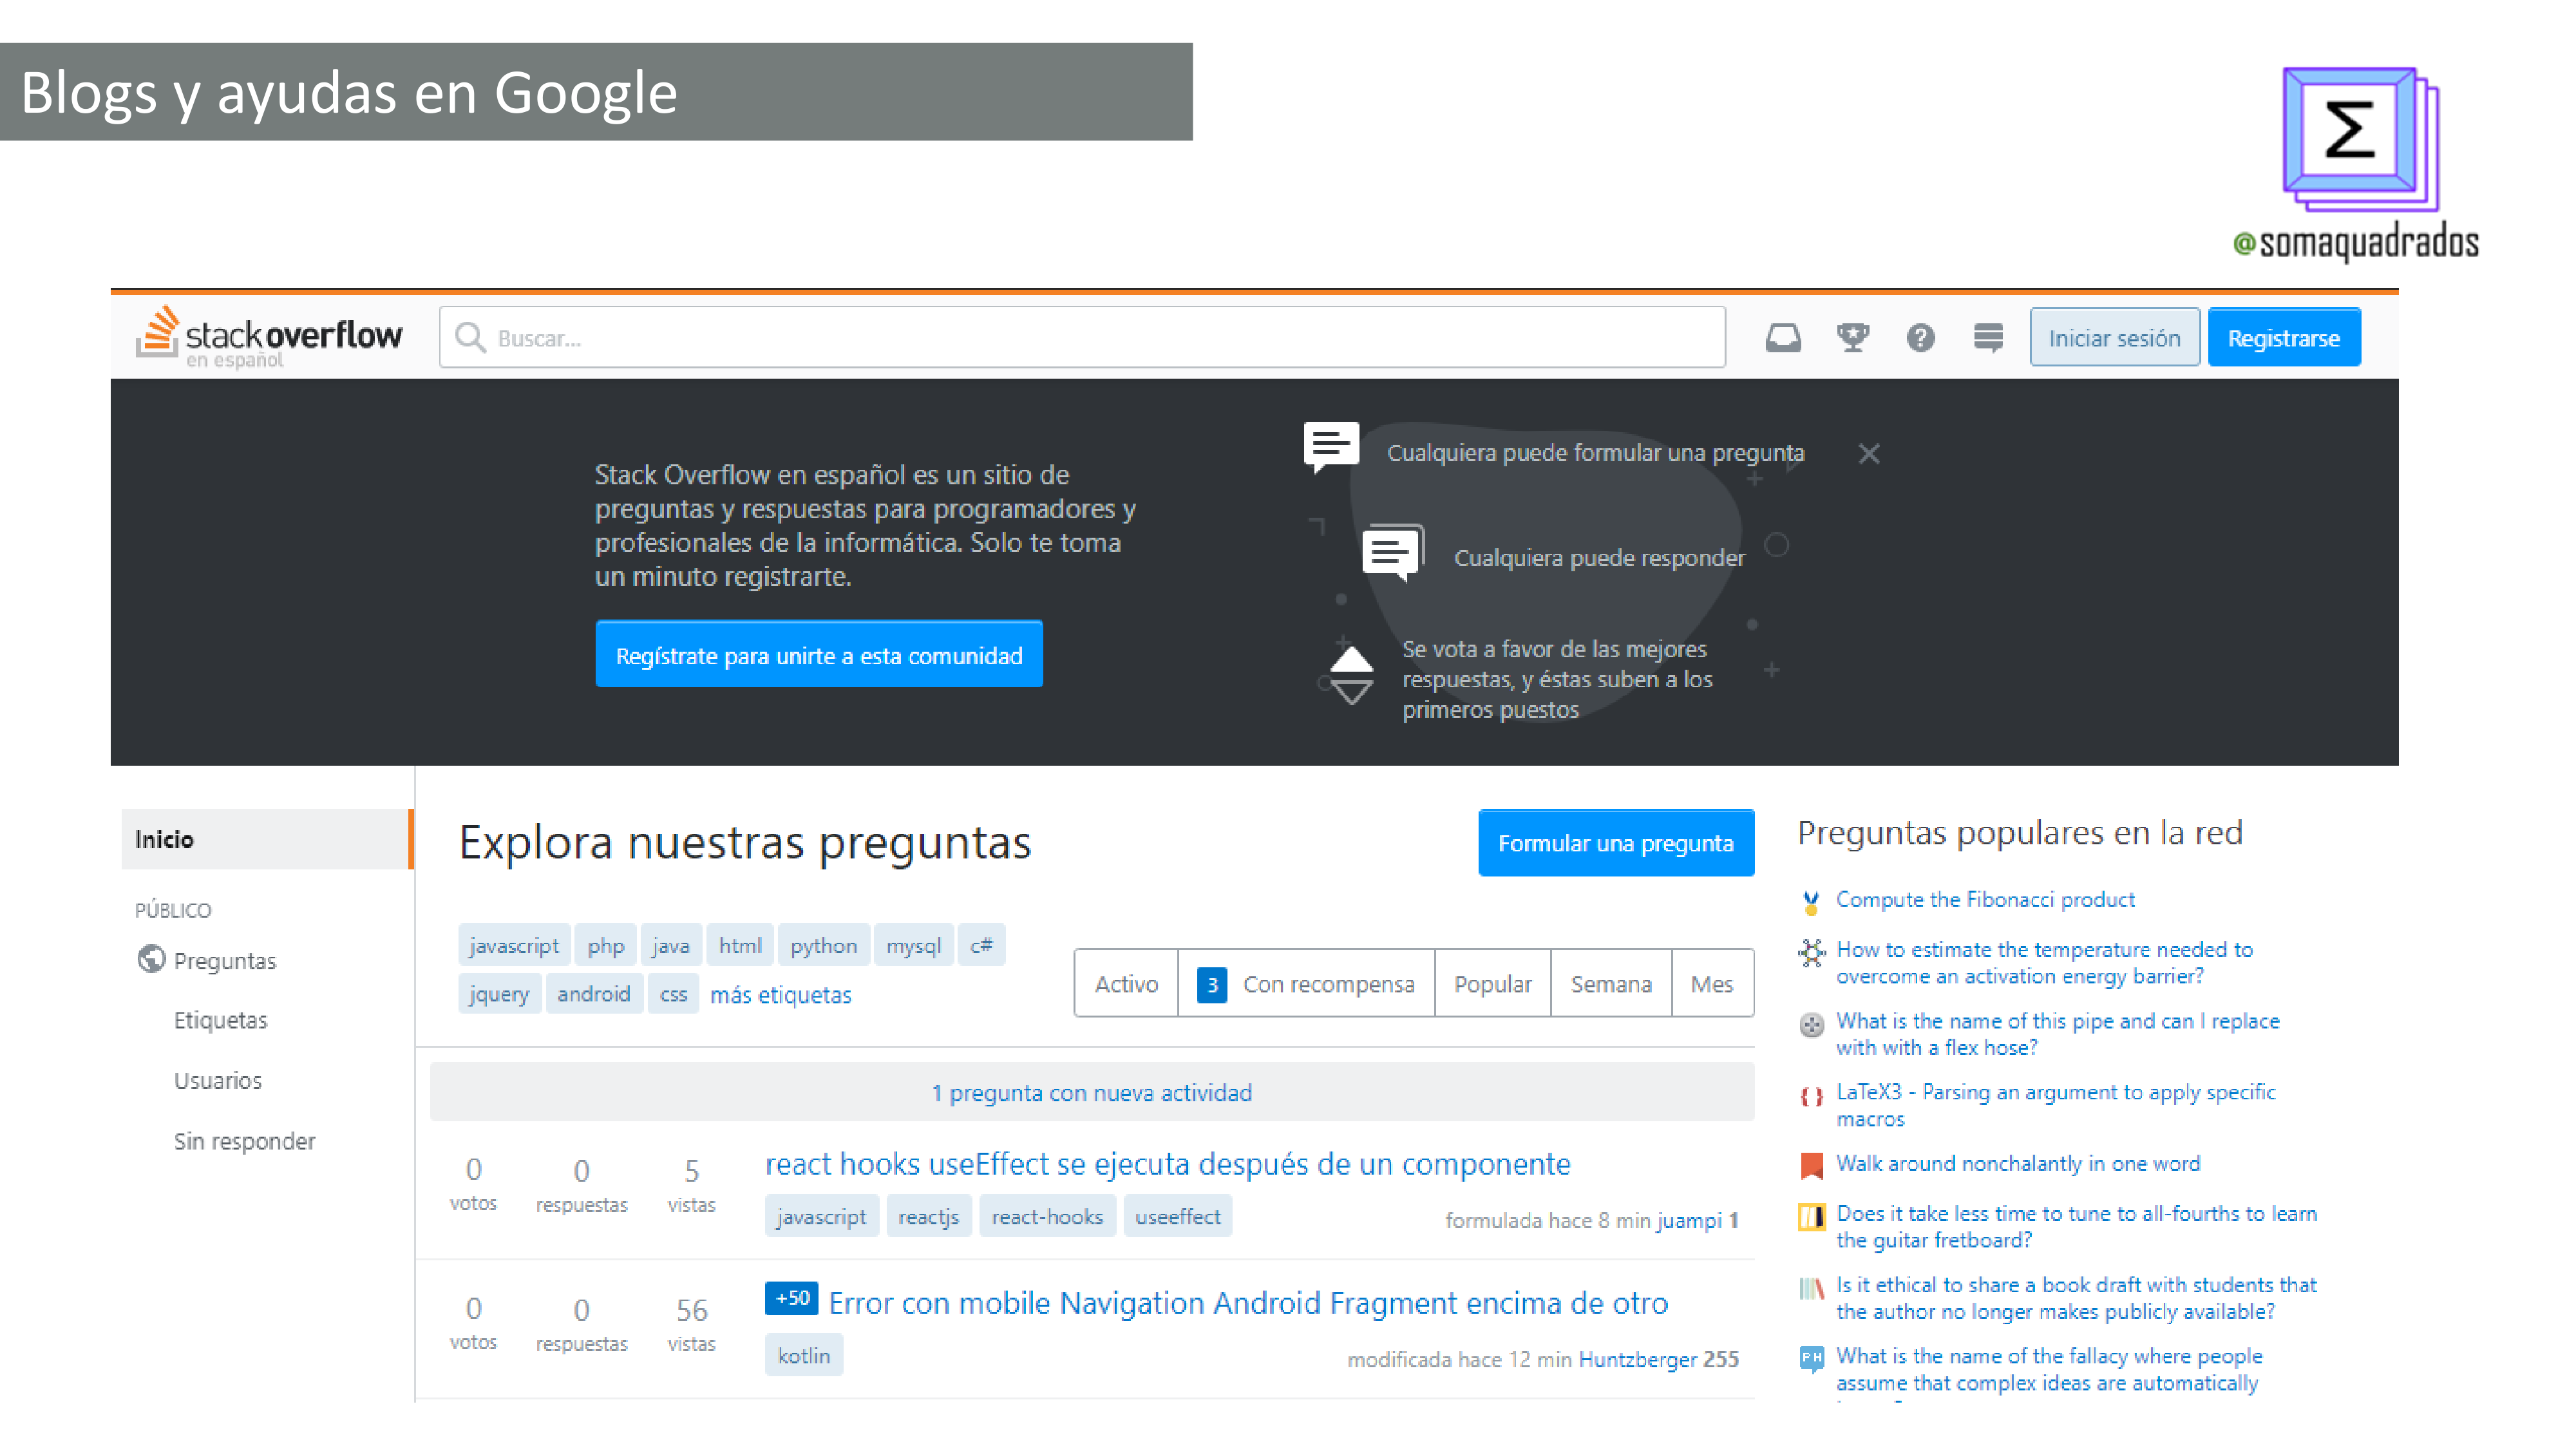 Blogs y ayudas en Google
Σ
@somaquadrados
stackoverflow
en español
Buscar...
Iniciar sesión
Registrarse
Stack Overflow en español es un sitio de
preguntas y respuestas para programadores y
profesionales de la informática. Solo te toma
un minuto registrarte.
Regístrate para unirte a esta comunidad
Cualquiera puede formular una pregunta
Cualquiera puede responder
Se vota a favor de las mejores
respuestas, y éstas suben a los
primeros puestos
Inicio
PÚBLICO
Preguntas
Etiquetas
Usuarios
Sin responder
Explora nuestras preguntas
Formular una pregunta
javascript php java html python mysql c#
jquery android css más etiquetas
Activo 3 Con recompensa Popular Semana Mes
1 pregunta con nueva actividad
0 votos
0 respuestas
5 vistas
react hooks useEffect se ejecuta después de un componente
javascript reactjs react-hooks useeffect
formulada hace 8 min juampi 1
0 votos
0 respuestas
56 vistas
+50 Error con mobile Navigation Android Fragment encima de otro
kotlin
modificada hace 12 min Huntzberger 255
Preguntas populares en la red
Compute the Fibonacci product
How to estimate the temperature needed to
overcome an activation energy barrier?
What is the name of this pipe and can I replace
with with a flex hose?
LaTeX3 - Parsing an argument to apply specific
macros
Walk around nonchalantly in one word
Does it take less time to tune to all-fourths to learn
the guitar fretboard?
Is it ethical to share a book draft with students that
the author no longer makes publicly available?
PH
What is the name of the fallacy where people
assume that complex ideas are automatically